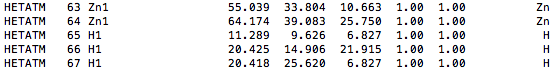 HETATM   63 Zn1          55.039  33.804  10.663  1.00  1.00          Zn
HETATM   64 Zn1          64.174  39.083  25.750  1.00  1.00          Zn
HETATM   65 H1           11.289   9.626   6.827  1.00  1.00           H
HETATM   66 H1           20.425  14.906  21.915  1.00  1.00           H
HETATM   67 H1           20.418  25.620   6.827  1.00  1.00           H